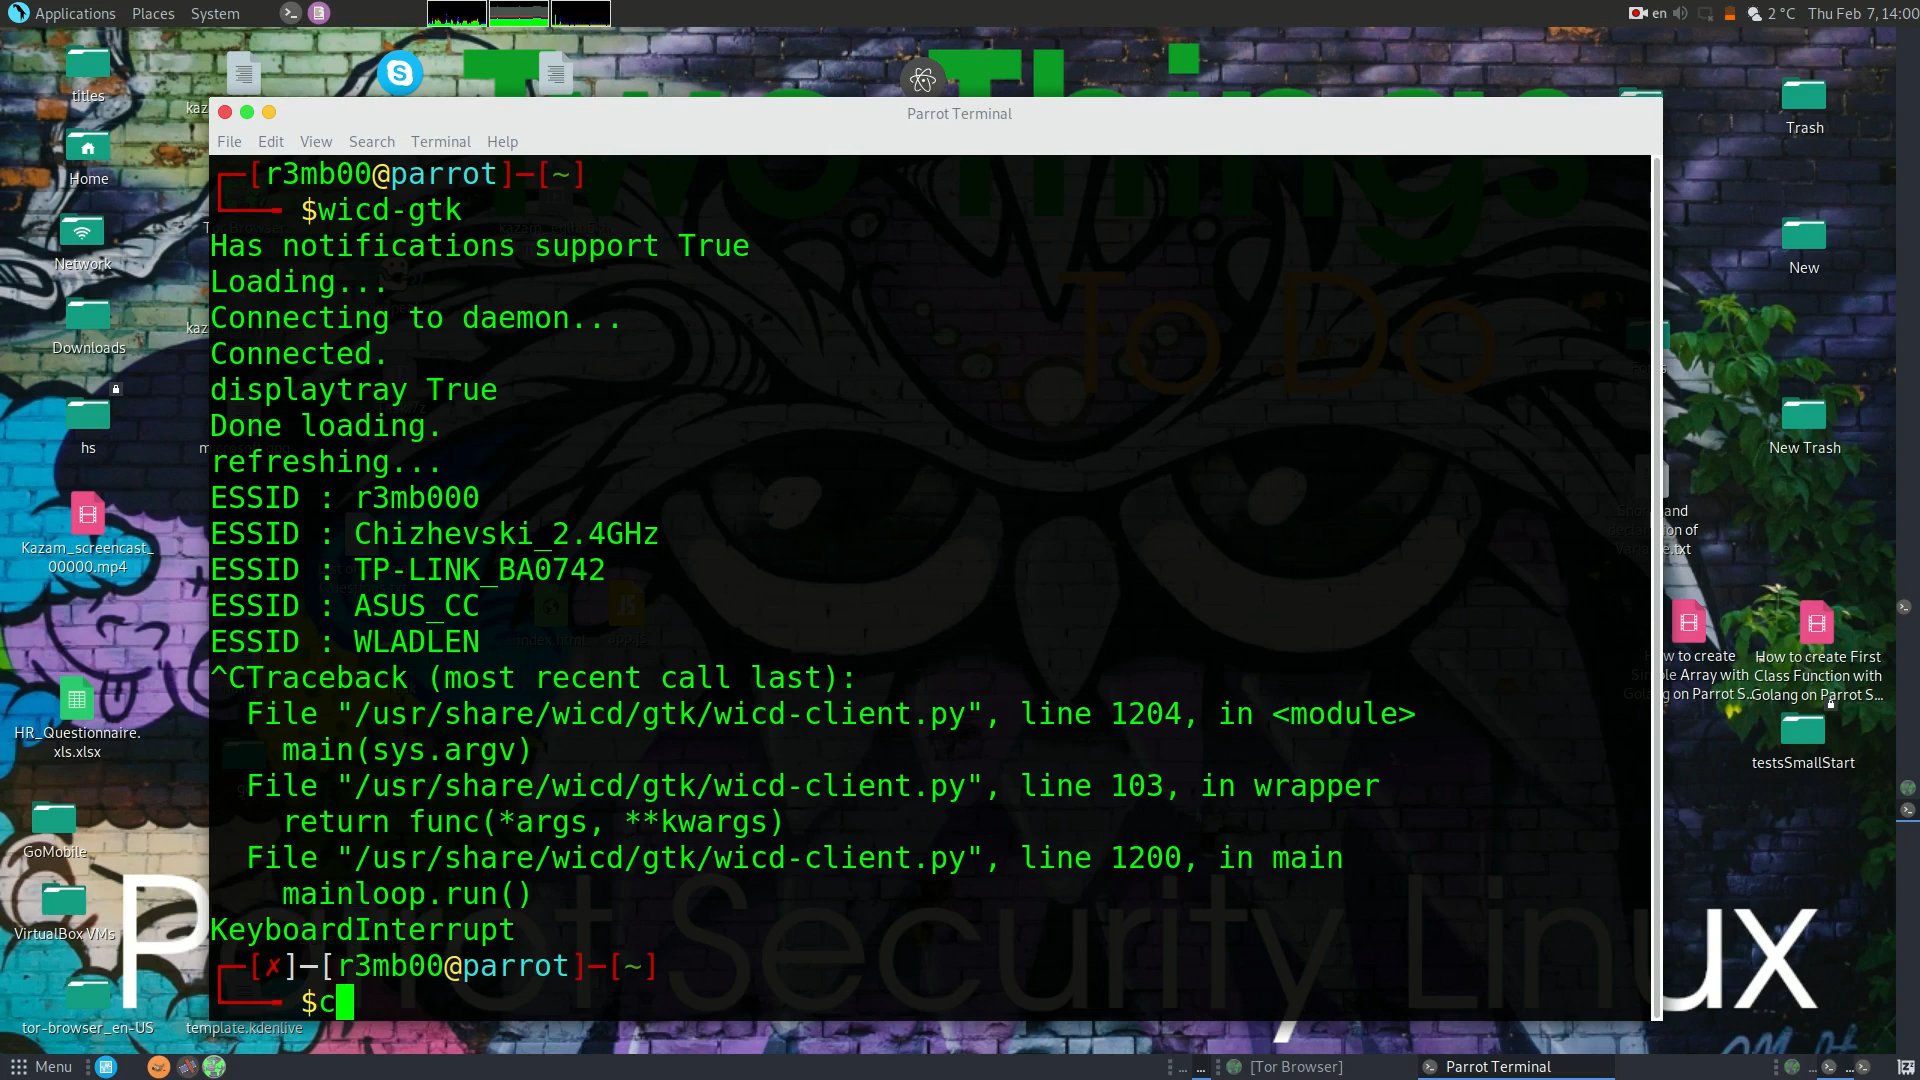 Applications Places System
en 2 °C Thu Feb 7, 14:00
titles
Home
Network
Downloads
hs
Kazam_screencast_
00000.mp4
HR_Questionnaire.
xls.xlsx
GoMobile
VirtualBox VMs
tor-browser_en-US
template.kdenlive
Parrot Terminal
File Edit View Search Terminal Help
┌─[r3mb00@parrot]─[~]
└──╼ $wicd-gtk
Has notifications support True
Loading...
Connecting to daemon...
Connected.
displaytray True
Done loading.
refreshing...
ESSID : r3mb000
ESSID : Chizhevski_2.4GHz
ESSID : TP-LINK_BA0742
ESSID : ASUS_CC
ESSID : WLADLEN
^CTraceback (most recent call last):
File "/usr/share/wicd/gtk/wicd-client.py", line 1204, in <module>
main(sys.argv)
File "/usr/share/wicd/gtk/wicd-client.py", line 103, in wrapper
return func(*args, **kwargs)
File "/usr/share/wicd/gtk/wicd-client.py", line 1200, in main
mainloop.run()
KeyboardInterrupt
┌─[✗]─[r3mb00@parrot]─[~]
└──╼ $c
Two Things
To Do
Parrot Security Linux
Trash
New
New Trash
How to create First
Class Function with
Golang on Parrot S...
testsSmallStart
Menu
[Tor Browser]
Parrot Terminal